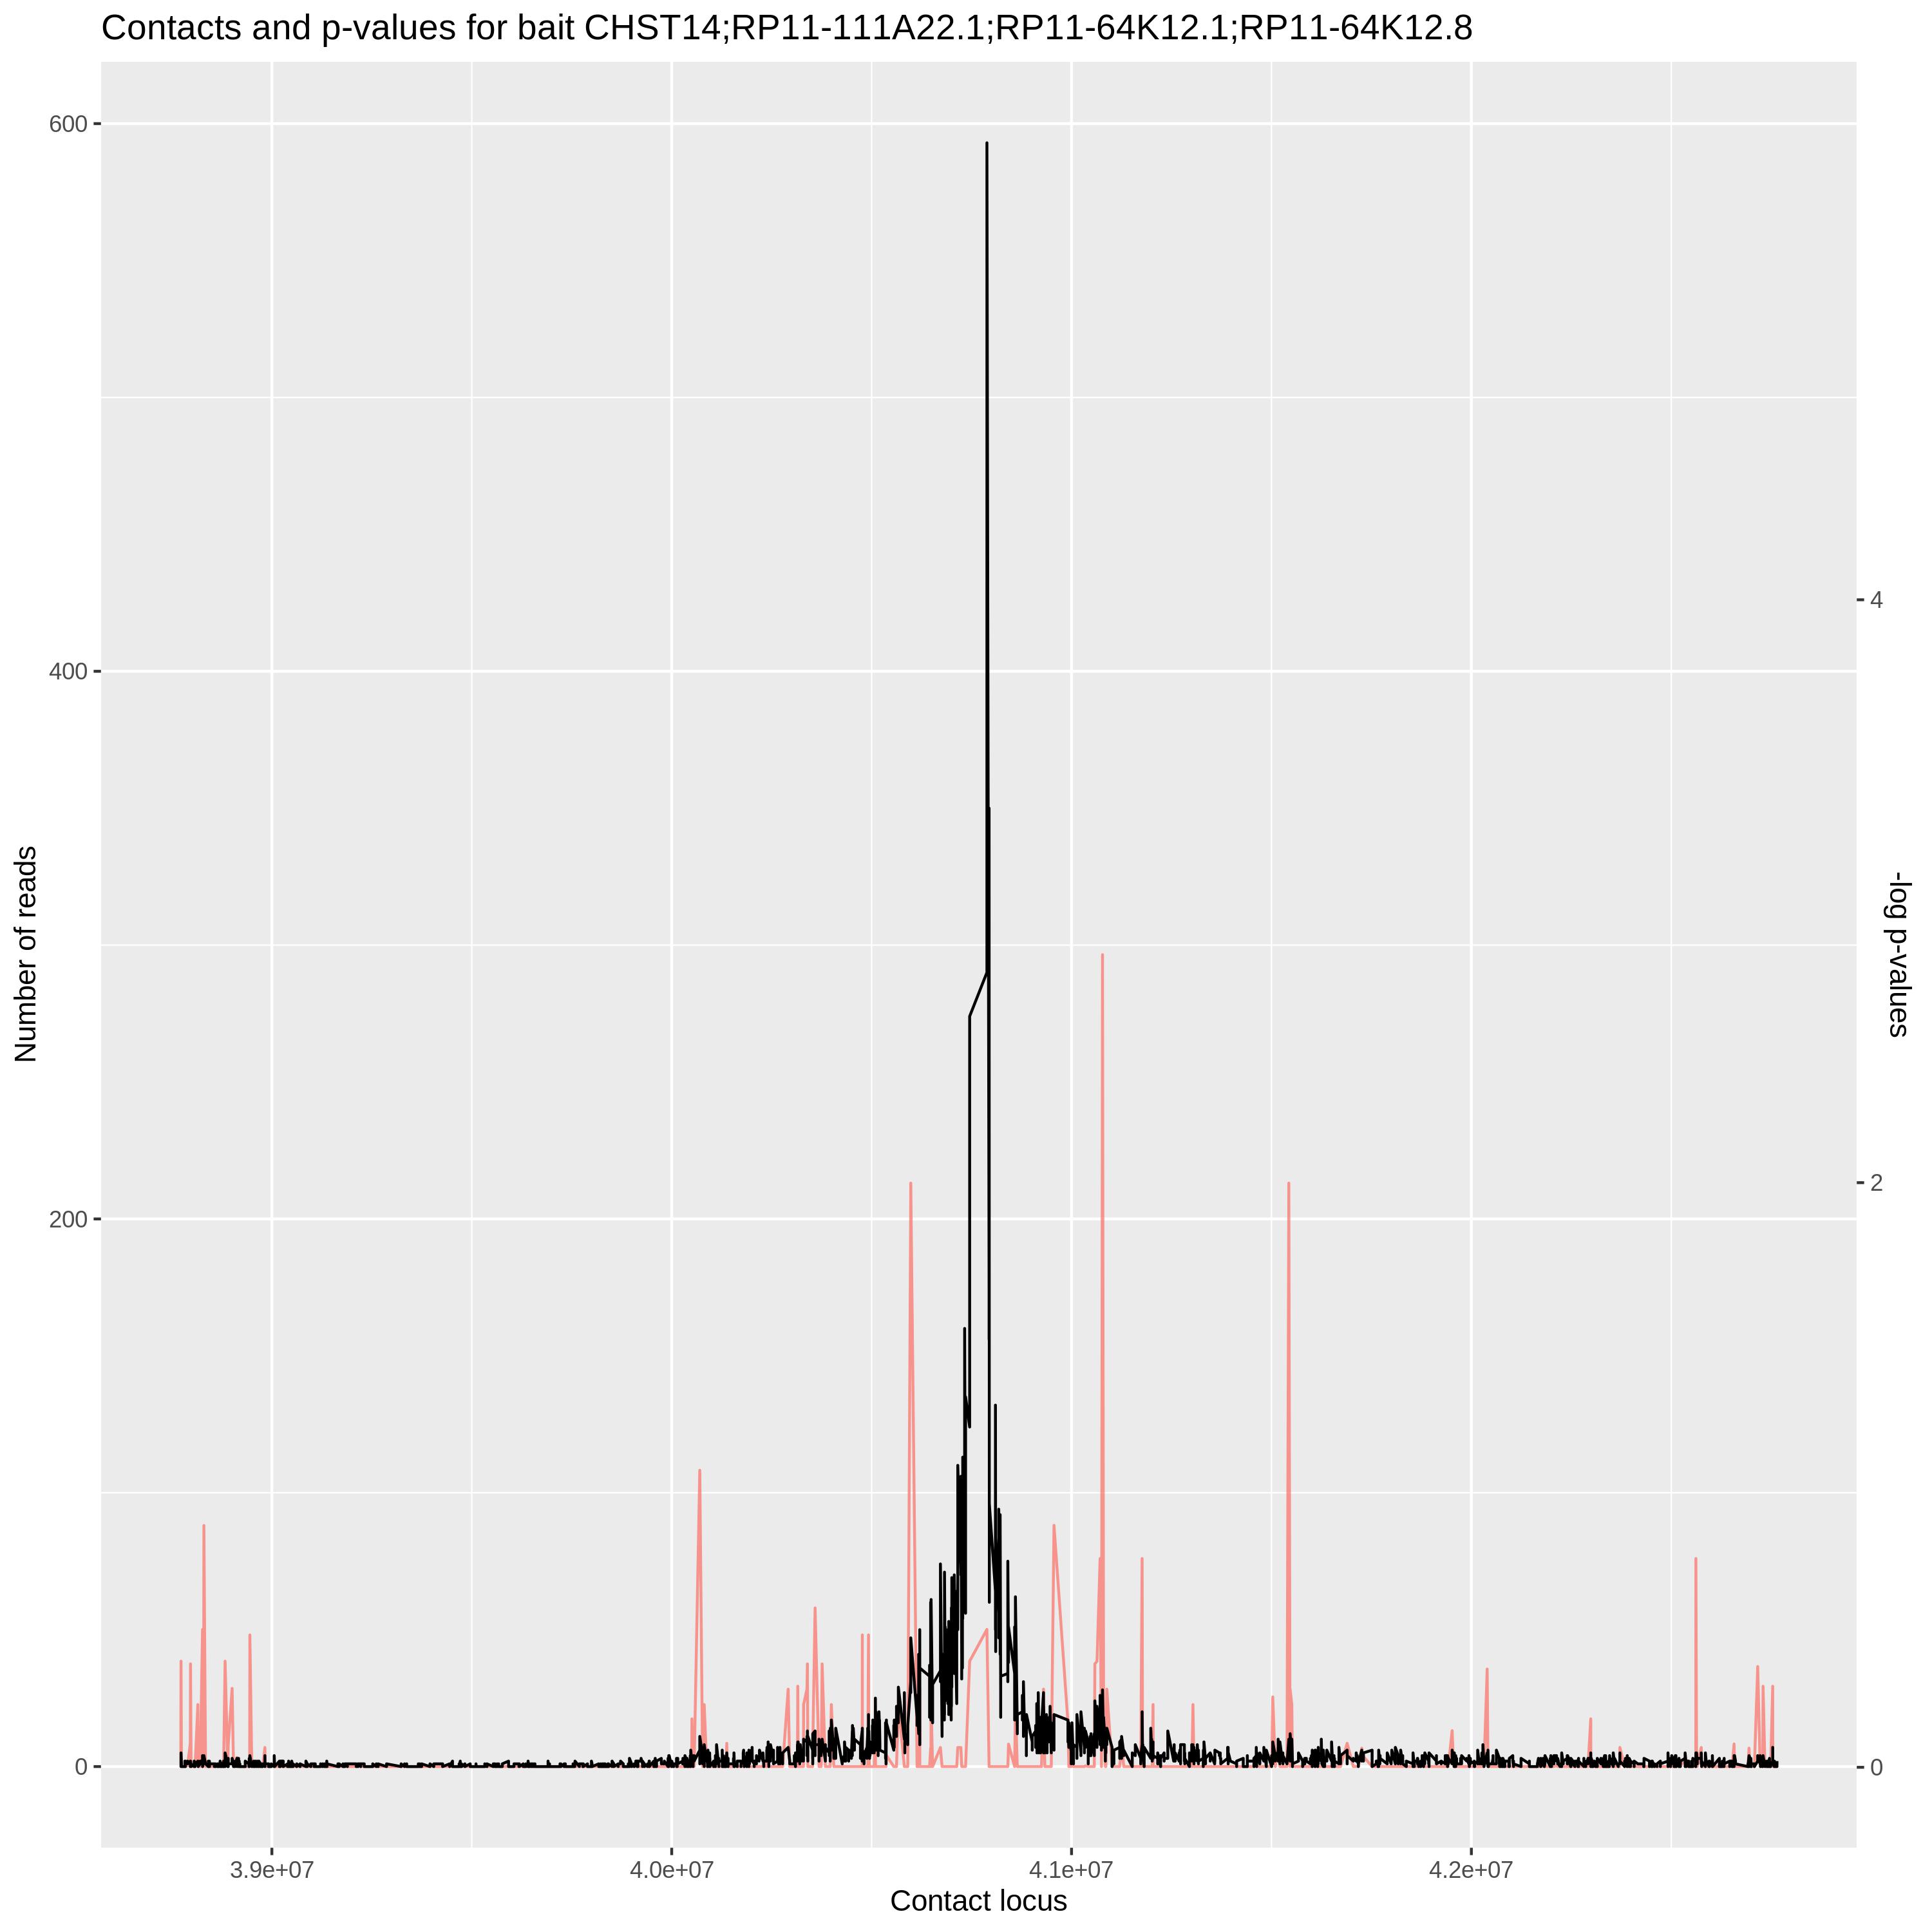 Contacts and p-values for bait CHST14;RP11-111A22.1;RP11-64K12.1;RP11-64K12.8
600
400
200
0
Number of reads
4
2
0
-log p-values
3.9e+07
4.0e+07
4.1e+07
4.2e+07
Contact locus